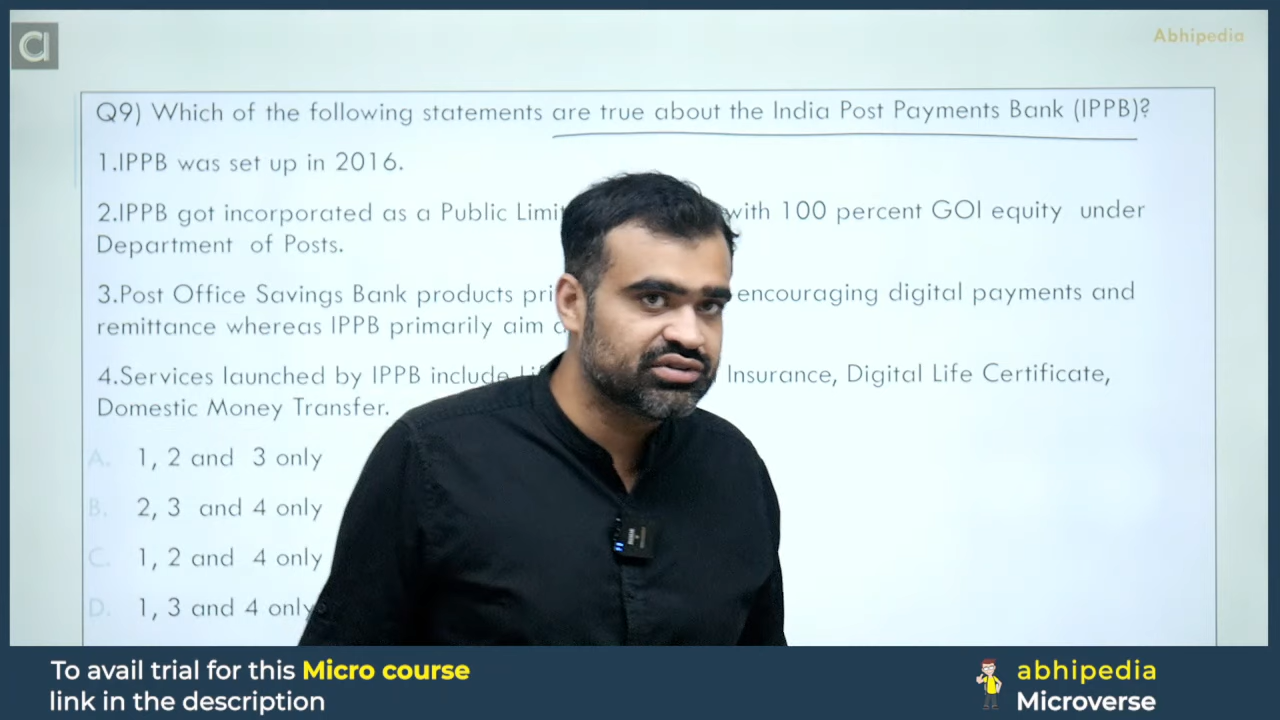 Abhipedia
Q9) Which of the following statements are true about the India Post Payments Bank (IPPB)?
1.IPPB was set up in 2016.
2.IPPB got incorporated as a Public with 100 percent GOI equity under
Department of Posts.
3.Post Office Savings Bank products encouraging digital payments and
remittance whereas IPPB primarily aim
4.Services launched by IPPB include Insurance, Digital Life Certificate,
Domestic Money Transfer.
A. 1, 2 and 3 only
B. 2, 3 and 4 only
C. 1, 2 and 4 only
D. 1, 3 and 4 only
To avail trial for this Micro course
link in the description
abhipedia
Microverse